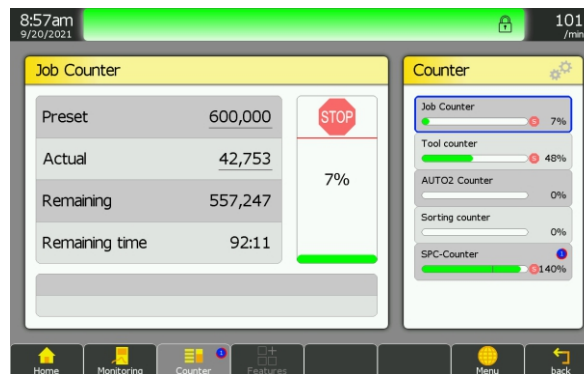 8:57am
9/20/2021
101
/min
Job Counter
Preset 600,000
Actual 42,753
Remaining 557,247
Remaining time 92:11
STOP
7%
Counter
Job Counter
S 7%
Tool counter
S 48%
AUTO2 Counter
0%
Sorting counter
0%
SPC-Counter
S 140%
Home
Monitoring
Counter
Features
Menu
back